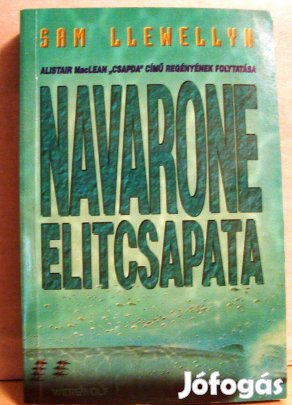 SAM LLEWELLYN
ALISTAIR MacLEAN „CSAPDA" CÍMŰ REGÉNYÉNEK FOLYTATÁSA
NAVARONE
ELITCSAPATA
Jófogás